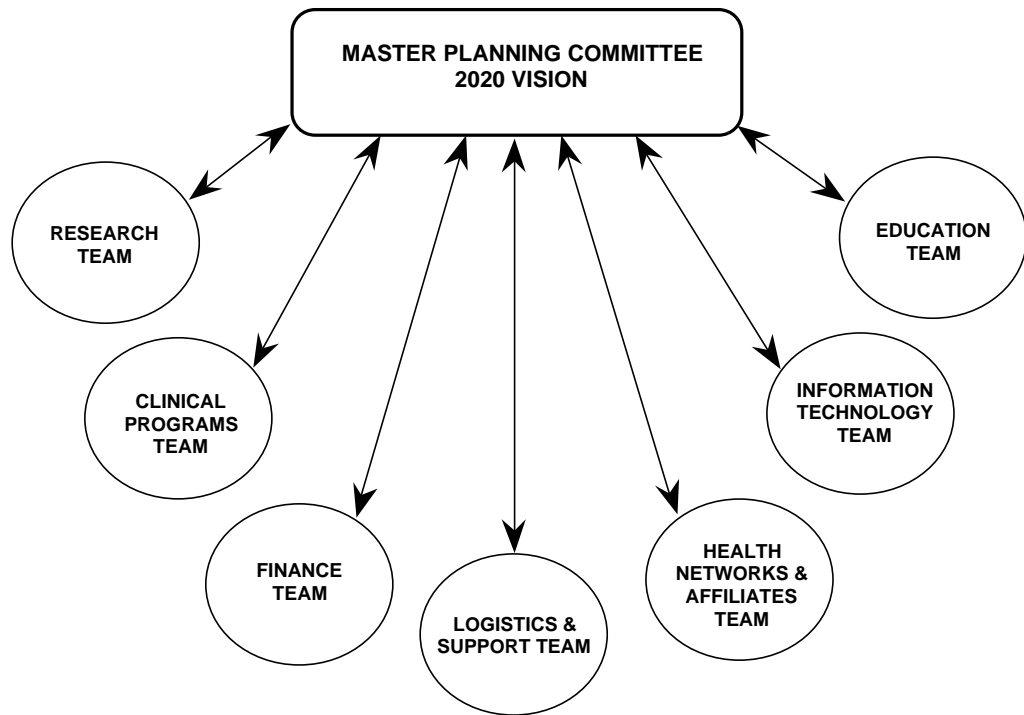 MASTER PLANNING COMMITTEE
2020 VISION
RESEARCH
TEAM
EDUCATION
TEAM
CLINICAL
PROGRAMS
TEAM
INFORMATION
TECHNOLOGY
TEAM
FINANCE
TEAM
LOGISTICS &
SUPPORT TEAM
HEALTH
NETWORKS &
AFFILIATES
TEAM